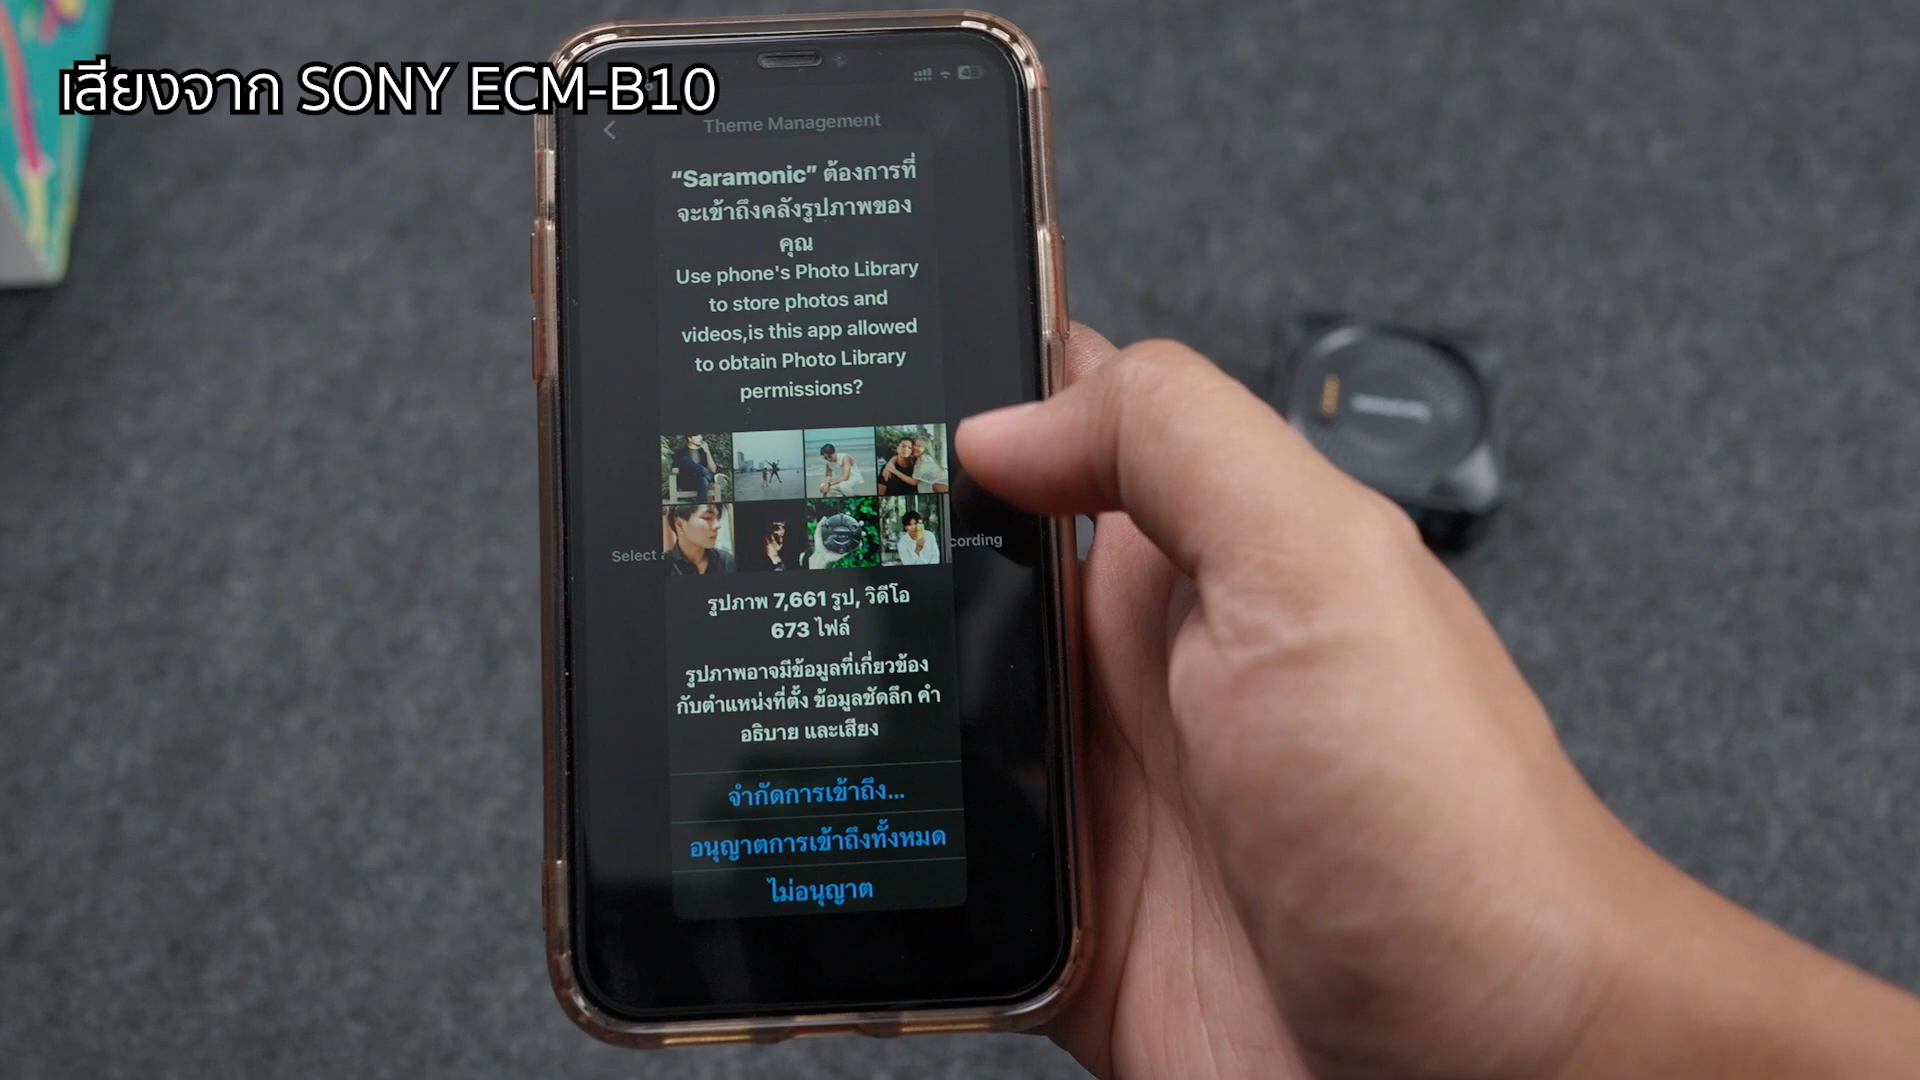 เสียงจาก SONY ECM-B10
Theme Management
“Saramonic” ต้องการที่
จะเข้าถึงคลังรูปภาพของ
คุณ
Use phone's Photo Library
to store photos and
videos,is this app allowed
to obtain Photo Library
permissions?
Select
cording
รูปภาพ 7,661 รูป, วิดีโอ
673 ไฟล์
รูปภาพอาจมีข้อมูลที่เกี่ยวข้อง
กับตำแหน่งที่ตั้ง ข้อมูลชัดลึก คำ
อธิบาย และเสียง
จำกัดการเข้าถึง...
อนุญาตการเข้าถึงทั้งหมด
ไม่อนุญาต